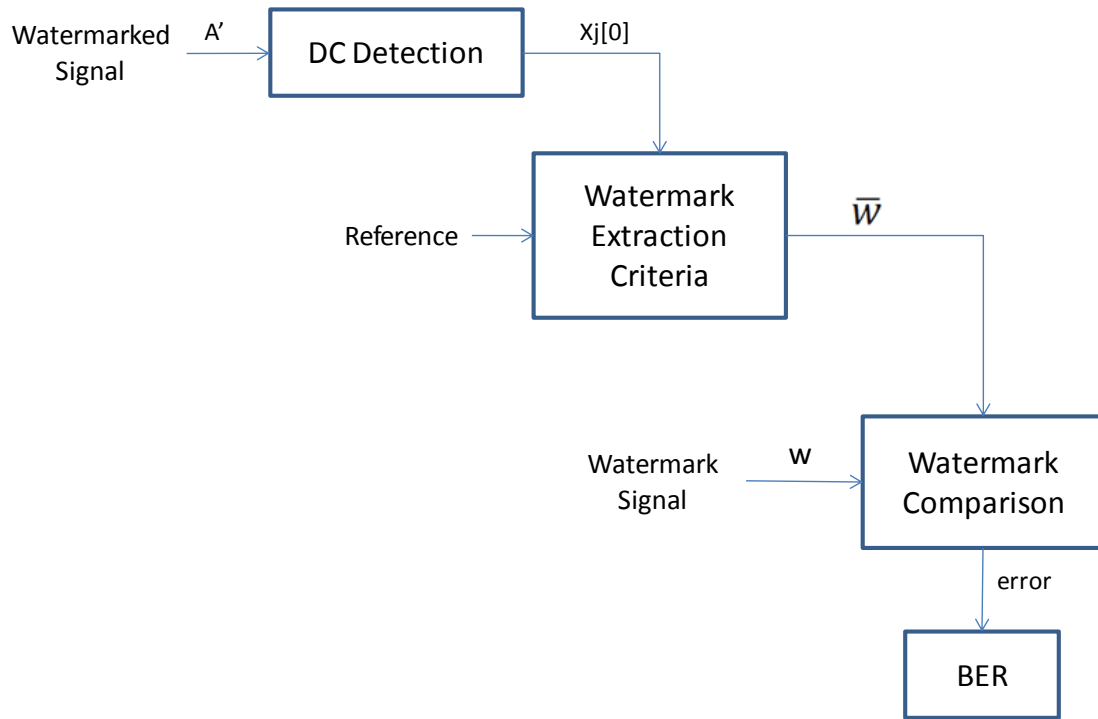 Watermarked
Signal
A’
DC Detection
Xj[0]
Watermark
Extraction
Criteria
Reference
w̅
Watermark
Signal
w
Watermark
Comparison
error
BER